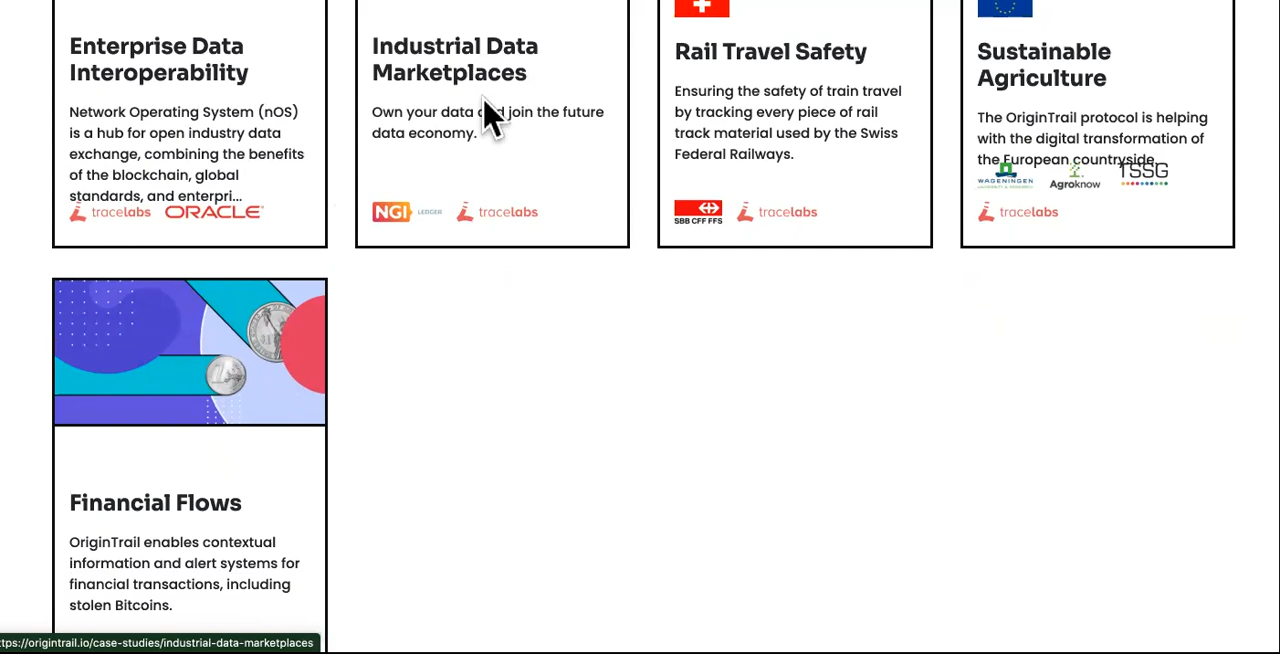 Enterprise Data
Interoperability
Network Operating System (nOS)
is a hub for open industry data
exchange, combining the benefits
of the blockchain, global
standards, and enterpri...
tracelabs ORACLE
Industrial Data
Marketplaces
Own your data and join the future
data economy.
NGI LEDGER tracelabs
Rail Travel Safety
Ensuring the safety of train travel
by tracking every piece of rail
track material used by the Swiss
Federal Railways.
SBB CFF FFS tracelabs
Sustainable
Agriculture
The OriginTrail protocol is helping
with the digital transformation of
the European countryside.
WAGENINGEN Agroknow TSSG
tracelabs
Financial Flows
OriginTrail enables contextual
information and alert systems for
financial transactions, including
stolen Bitcoins.
ttps://origintrail.io/case-studies/industrial-data-marketplaces